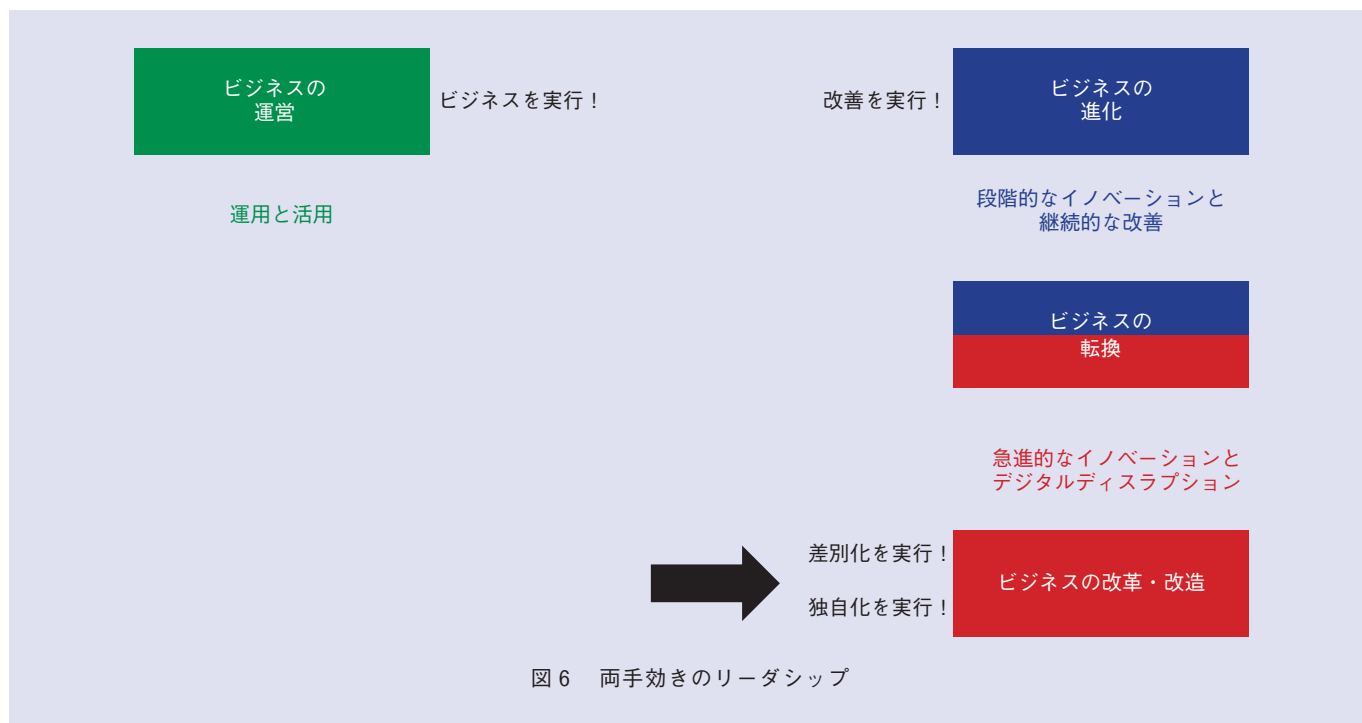 ビジネスの
運営
ビジネスを実行！
改善を実行！
ビジネスの
進化
運用と活用
段階的なイノベーションと
継続的な改善
ビジネスの
転換
急進的なイノベーションと
デジタルディスラプション
差別化を実行！
独自化を実行！
ビジネスの改革・改造
図 6　両手効きのリーダシップ